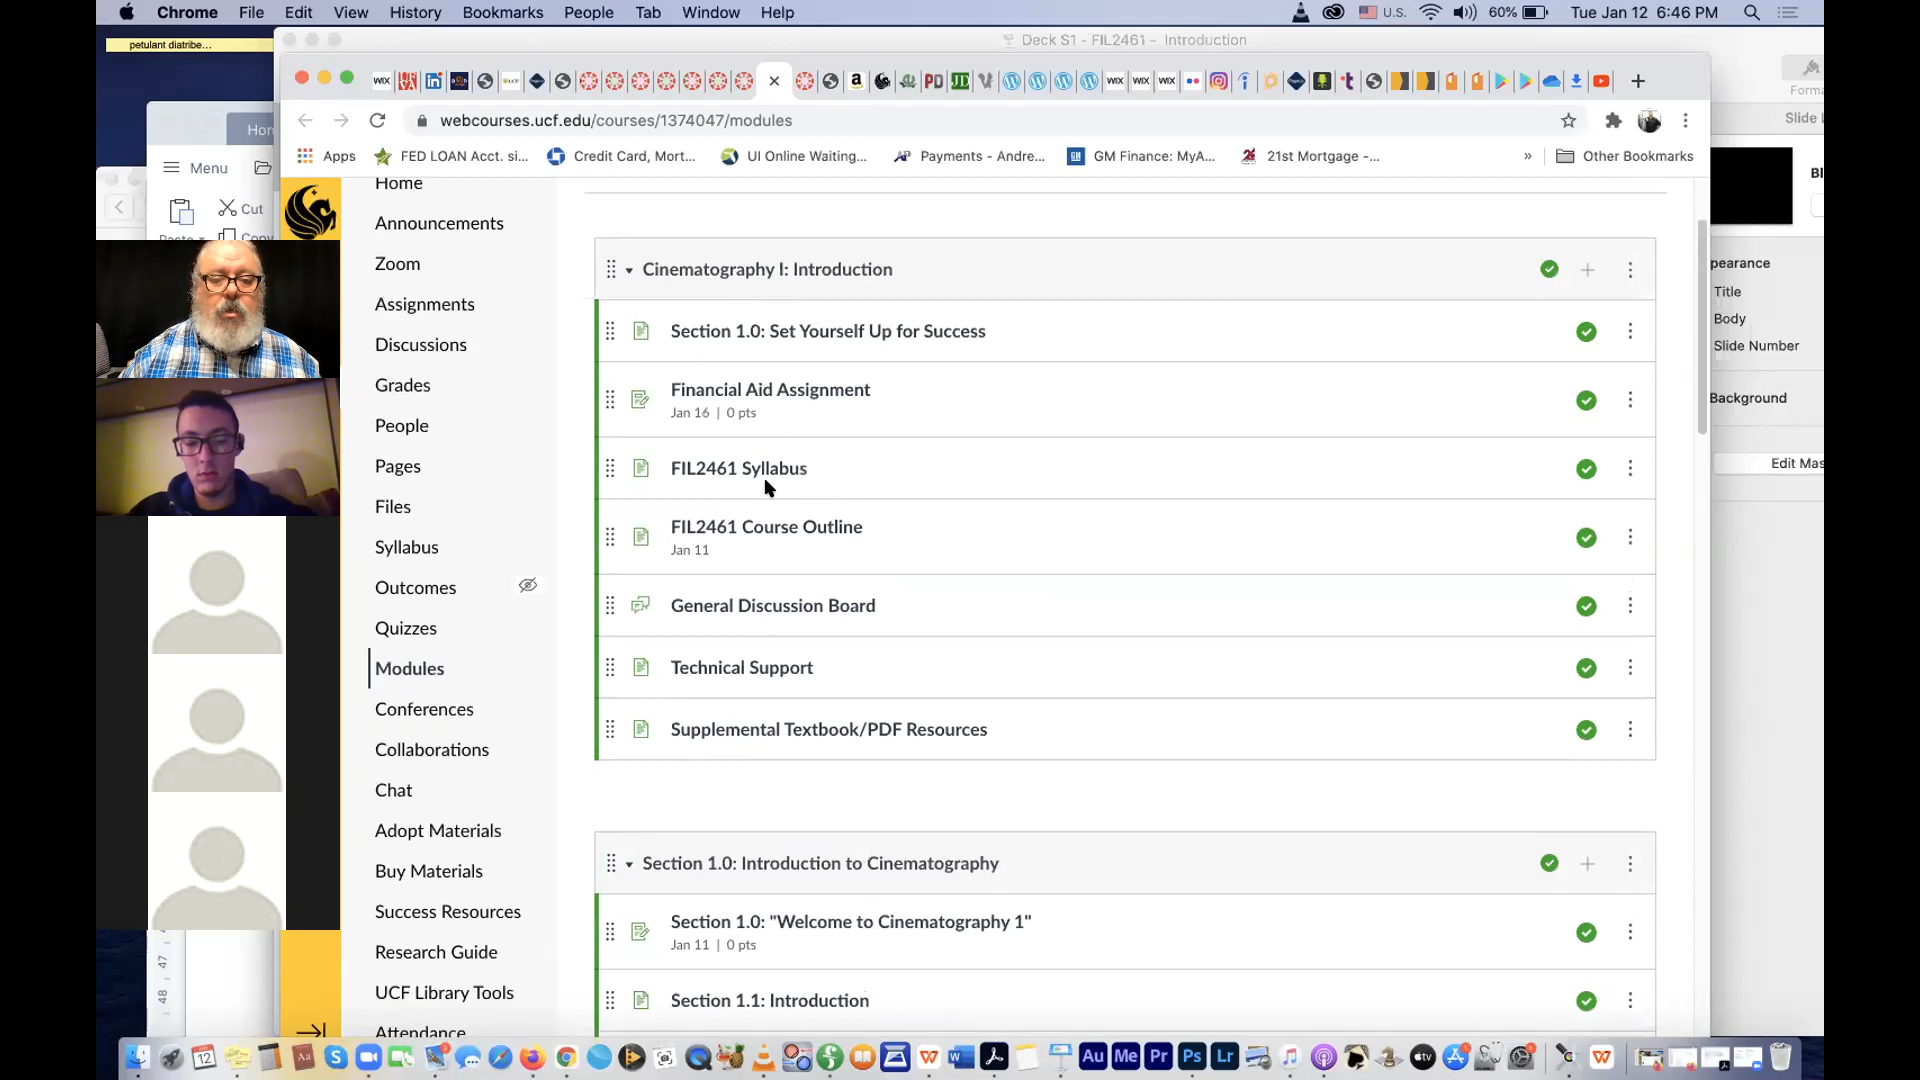 Chrome File Edit View History Bookmarks People Tab Window Help U.S. 60% Tue Jan 12 6:46 PM
petulant diatribe...
Deck S1 - FIL2461 - Introduction
webcourses.ucf.edu/courses/1374047/modules
Apps FED LOAN Acct. si... Credit Card, Mort... UI Online Waiting... Payments - Andre... GM Finance: MyA... 21st Mortgage -... » Other Bookmarks
Menu
Cut
Copy
Home
Announcements
Zoom
Assignments
Discussions
Grades
People
Pages
Files
Syllabus
Outcomes
Quizzes
Modules
Conferences
Collaborations
Chat
Adopt Materials
Buy Materials
Success Resources
Research Guide
UCF Library Tools
Attendance
Cinematography I: Introduction
Section 1.0: Set Yourself Up for Success
Financial Aid Assignment
Jan 16 | 0 pts
FIL2461 Syllabus
FIL2461 Course Outline
Jan 11
General Discussion Board
Technical Support
Supplemental Textbook/PDF Resources
Section 1.0: Introduction to Cinematography
Section 1.0: "Welcome to Cinematography 1"
Jan 11 | 0 pts
Section 1.1: Introduction
Slide
pearance
Title
Body
Slide Number
Background
Edit Mas
47
48
Au Me Pr Ps Lr